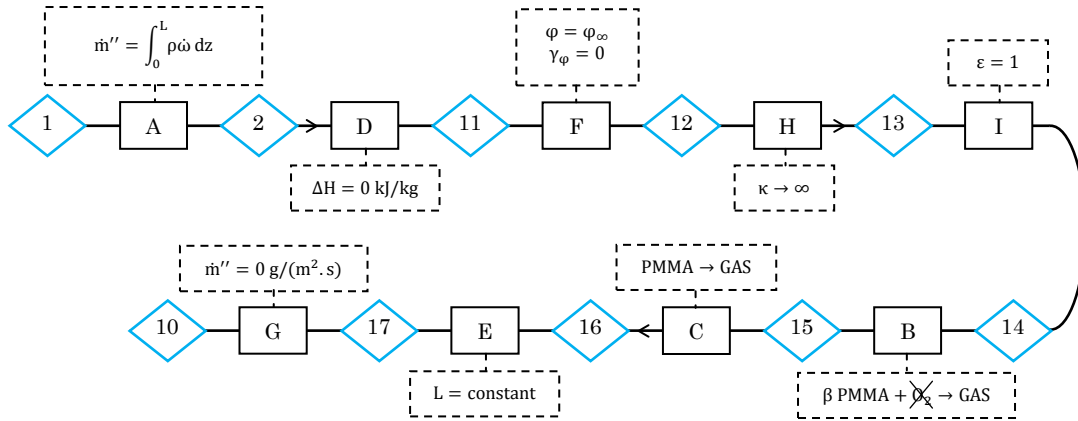 ṁ′′ = ∫₀ᴸ ρω̇ dz
φ = φ∞
γφ = 0
ε = 1
1
A
2
D
11
F
12
H
13
I
ΔH = 0 kJ/kg
κ → ∞
ṁ′′ = 0 g/(m². s)
PMMA → GAS
10
G
17
E
16
C
15
B
14
L = constant
β PMMA + O₂ → GAS